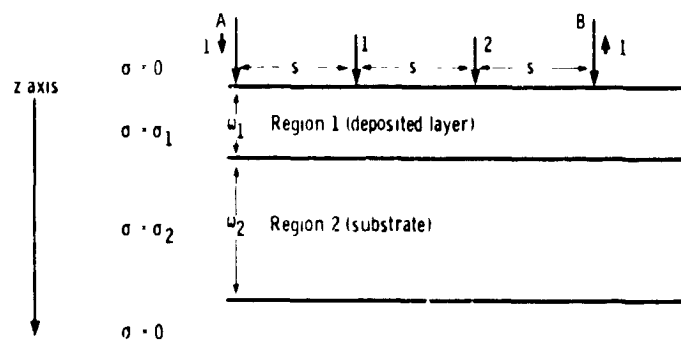 A B
I 1 2 I
σ = 0 s s s
z axis
σ = σ1 ω1 Region 1 (deposited layer)
σ = σ2 ω2 Region 2 (substrate)
σ = 0